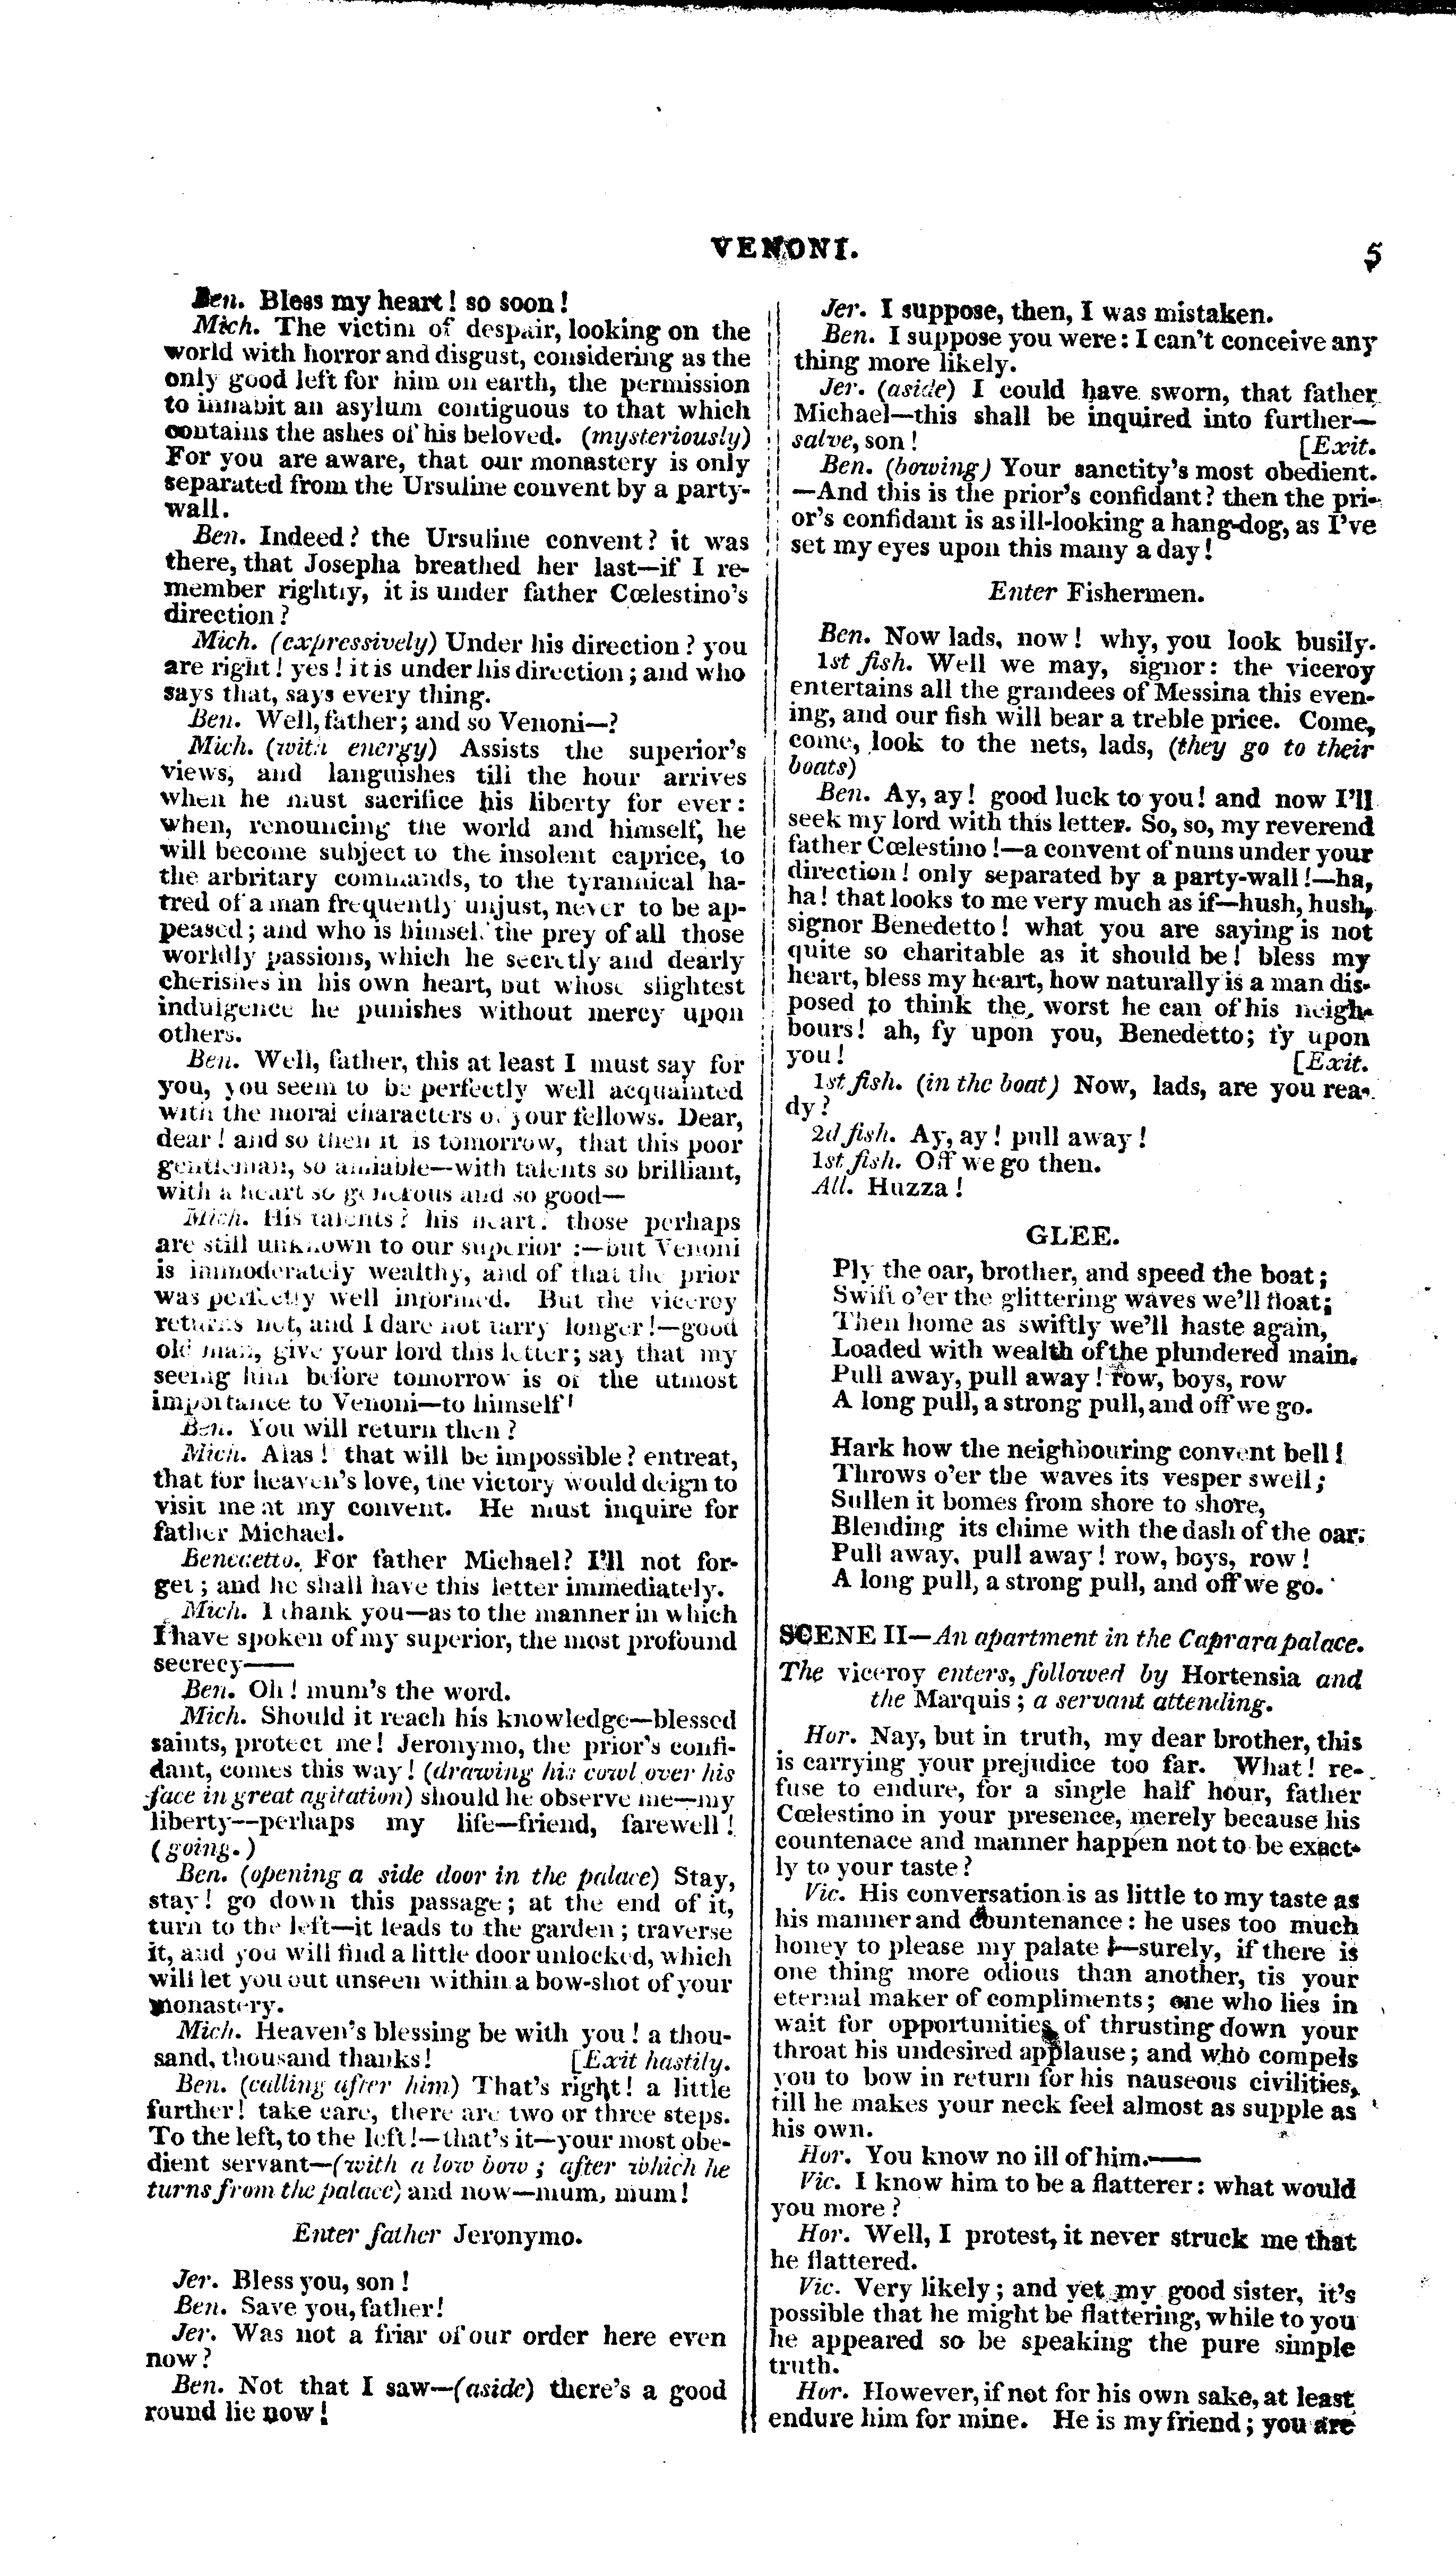 VENONI.
5
Ben. Bless my heart! so soon!
Mich. The victim of despair, looking on the
world with horror and disgust, considering as the
only good left for him on earth, the permission
to inhabit an asylum contiguous to that which
contains the ashes of his beloved. (mysteriously)
For you are aware, that our monastery is only
separated from the Ursuline convent by a party-
wall.
Ben. Indeed? the Ursuline convent? it was
there, that Josepha breathed her last—if I re-
member rightly, it is under father Cœlestino's
direction?
Mich. (expressively) Under his direction? you
are right! yes! it is under his direction; and who
says that, says every thing.
Ben. Well, father; and so Venoni—?
Mich. (with energy) Assists the superior's
views, and languishes till the hour arrives
when he must sacrifice his liberty for ever:
when, renouncing the world and himself, he
will become subject to the insolent caprice, to
the arbritary commands, to the tyrannical ha-
tred of a man frequently unjust, never to be ap-
peased; and who is himself the prey of all those
worldly passions, which he secretly and dearly
cherishes in his own heart, but whose slightest
indulgence he punishes without mercy upon
others.
Ben. Well, father, this at least I must say for
you, you seem to be perfectly well acquainted
with the moral characters of your fellows. Dear,
dear! and so then it is tomorrow, that this poor
gentleman, so amiable—with talents so brilliant,
with a heart so generous and so good—
Mich. His talents? his heart? those perhaps
are still unknown to our superior:—but Venoni
is immoderately wealthy, and of that the prior
was perfectly well informed. But the viceroy
returns not, and I dare not tarry longer!—good
old man, give your lord this letter; say that my
seeing him before tomorrow is of the utmost
importance to Venoni—to himself!
Ben. You will return then?
Mich. Alas! that will be impossible? entreat,
that for heaven's love, the victory would deign to
visit me at my convent. He must inquire for
father Michael.
Benedetto. For father Michael? I'll not for-
get; and he shall have this letter immediately.
Mich. I thank you—as to the manner in which
I have spoken of my superior, the most profound
secrecy——
Ben. Oh! mum's the word.
Mich. Should it reach his knowledge—blessed
saints, protect me! Jeronymo, the prior's confi-
dant, comes this way! (drawing his cowl over his
face in great agitation) should he observe me—my
liberty—perhaps my life—friend, farewell!
(going.)
Ben. (opening a side door in the palace) Stay,
stay! go down this passage; at the end of it,
turn to the left—it leads to the garden; traverse
it, and you will find a little door unlocked, which
will let you out unseen within a bow-shot of your
monastery.
Mich. Heaven's blessing be with you! a thou-
sand, thousand thanks! [Exit hastily.
Ben. (calling after him) That's right! a little
further! take care, there are two or three steps.
To the left, to the left!—that's it—your most obe-
dient servant—(with a low bow; after which he
turns from the palace) and now—mum, mum!
Enter father Jeronymo.
Jer. Bless you, son!
Ben. Save you, father!
Jer. Was not a friar of our order here even
now?
Ben. Not that I saw—(aside) there's a good
round lie now!
Jer. I suppose, then, I was mistaken.
Ben. I suppose you were: I can't conceive any
thing more likely.
Jer. (aside) I could have sworn, that father
Michael—this shall be inquired into further—
salve, son! [Exit.
Ben. (bowing) Your sanctity's most obedient.
—And this is the prior's confidant? then the pri-
or's confidant is as ill-looking a hang-dog, as I've
set my eyes upon this many a day!
Enter Fishermen.
Ben. Now lads, now! why, you look busily.
1st fish. Well we may, signor: the viceroy
entertains all the grandees of Messina this even-
ing, and our fish will bear a treble price. Come,
come, look to the nets, lads, (they go to their
boats)
Ben. Ay, ay! good luck to you! and now I'll
seek my lord with this letter. So, so, my reverend
father Cœlestino!—a convent of nuns under your
direction! only separated by a party-wall!—ha,
ha! that looks to me very much as if—hush, hush,
signor Benedetto! what you are saying is not
quite so charitable as it should be! bless my
heart, bless my heart, how naturally is a man dis-
posed to think the worst he can of his neigh-
bours! ah, fy upon you, Benedetto; fy upon
you! [Exit.
1st fish. (in the boat) Now, lads, are you rea-
dy?
2d fish. Ay, ay! pull away!
1st fish. Off we go then.
All. Huzza!
GLEE.
Ply the oar, brother, and speed the boat;
Swift o'er the glittering waves we'll float;
Then home as swiftly we'll haste again,
Loaded with wealth of the plundered main.
Pull away, pull away! row, boys, row
A long pull, a strong pull, and off we go.
Hark how the neighbouring convent bell!
Throws o'er the waves its vesper swell;
Sullen it bomes from shore to shore,
Blending its chime with the dash of the oar;
Pull away, pull away! row, boys, row!
A long pull, a strong pull, and off we go.
SCENE II—An apartment in the Caprara palace.
The viceroy enters, followed by Hortensia and
the Marquis; a servant attending.
Hor. Nay, but in truth, my dear brother, this
is carrying your prejudice too far. What! re-
fuse to endure, for a single half hour, father
Cœlestino in your presence, merely because his
countenace and manner happen not to be exact-
ly to your taste?
Vic. His conversation is as little to my taste as
his manner and countenance: he uses too much
honey to please my palate!—surely, if there is
one thing more odious than another, tis your
eternal maker of compliments; one who lies in
wait for opportunities of thrusting down your
throat his undesired applause; and who compels
you to bow in return for his nauseous civilities,
till he makes your neck feel almost as supple as
his own.
Hor. You know no ill of him.——
Vic. I know him to be a flatterer: what would
you more?
Hor. Well, I protest, it never struck me that
he flattered.
Vic. Very likely; and yet my good sister, it's
possible that he might be flattering, while to you
he appeared so be speaking the pure simple
truth.
Hor. However, if not for his own sake, at least
endure him for mine. He is my friend; you are